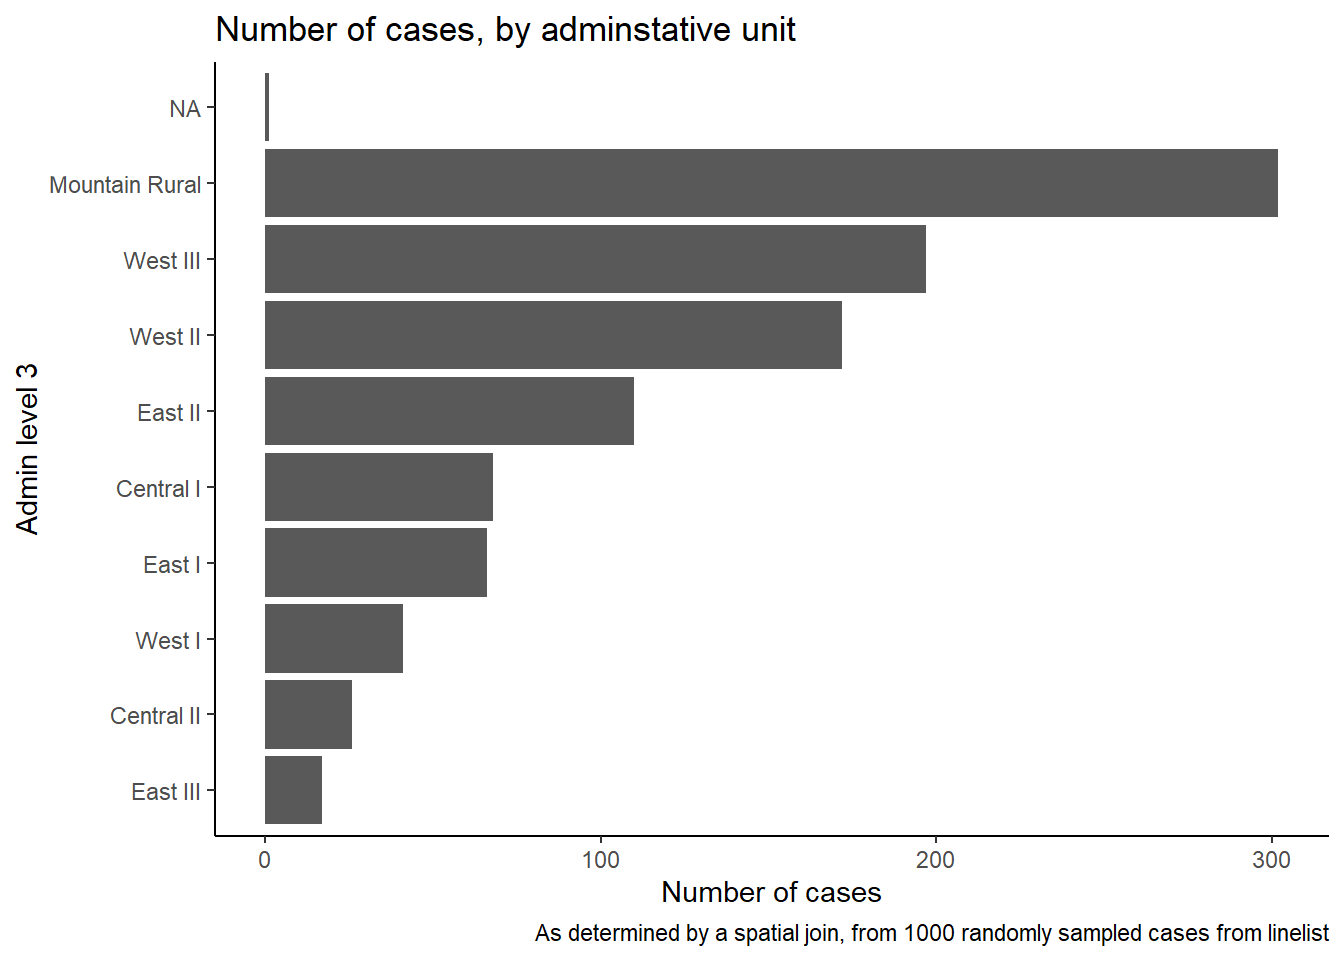 Number of cases, by adminstative unit
NA
Mountain Rural
West III
West II
East II
Central I
East I
West I
Central II
East III
Admin level 3
0 100 200 300
Number of cases
As determined by a spatial join, from 1000 randomly sampled cases from linelist